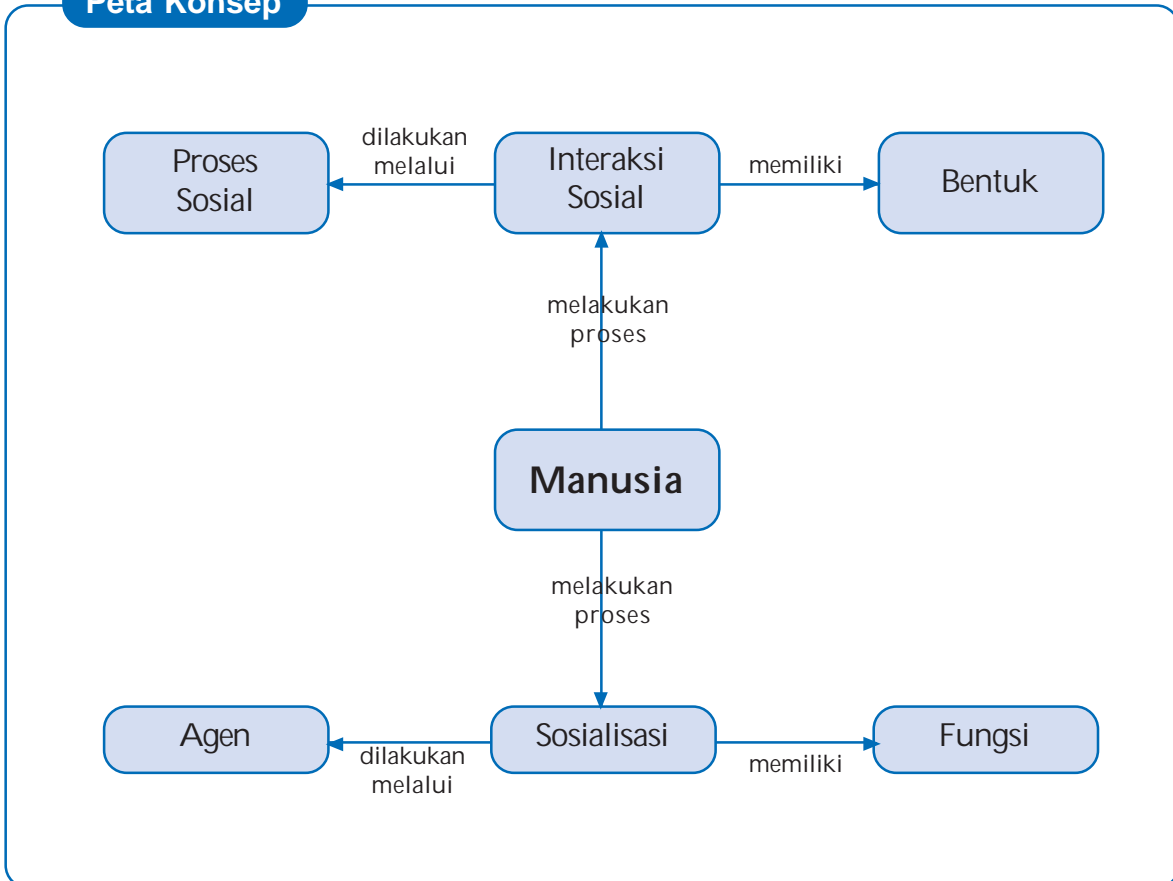 Peta Konsep
dilakukan
melalui
Proses
Sosial
Interaksi
Sosial
memiliki
Bentuk
melakukan
proses
Manusia
melakukan
proses
Agen
dilakukan
melalui
Sosialisasi
memiliki
Fungsi